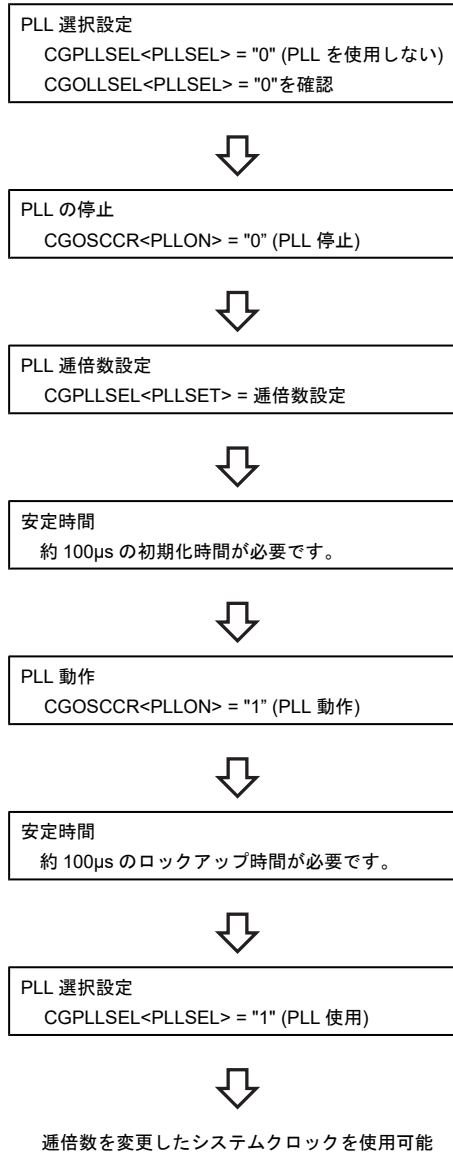 PLL 選択設定
CGPLLSEL<PLLSEL> = "0" (PLL を使用しない)
CGOLLSEL<PLLSEL> = "0"を確認
PLL の停止
CGOSCCR<PLLON> = "0” (PLL 停止)
PLL 逓倍数設定
CGPLLSEL<PLLSET> = 逓倍数設定
安定時間
約 100μs の初期化時間が必要です。
PLL 動作
CGOSCCR<PLLON> = "1” (PLL 動作)
安定時間
約 100μs のロックアップ時間が必要です。
PLL 選択設定
CGPLLSEL<PLLSEL> = "1" (PLL 使用)
逓倍数を変更したシステムクロックを使用可能